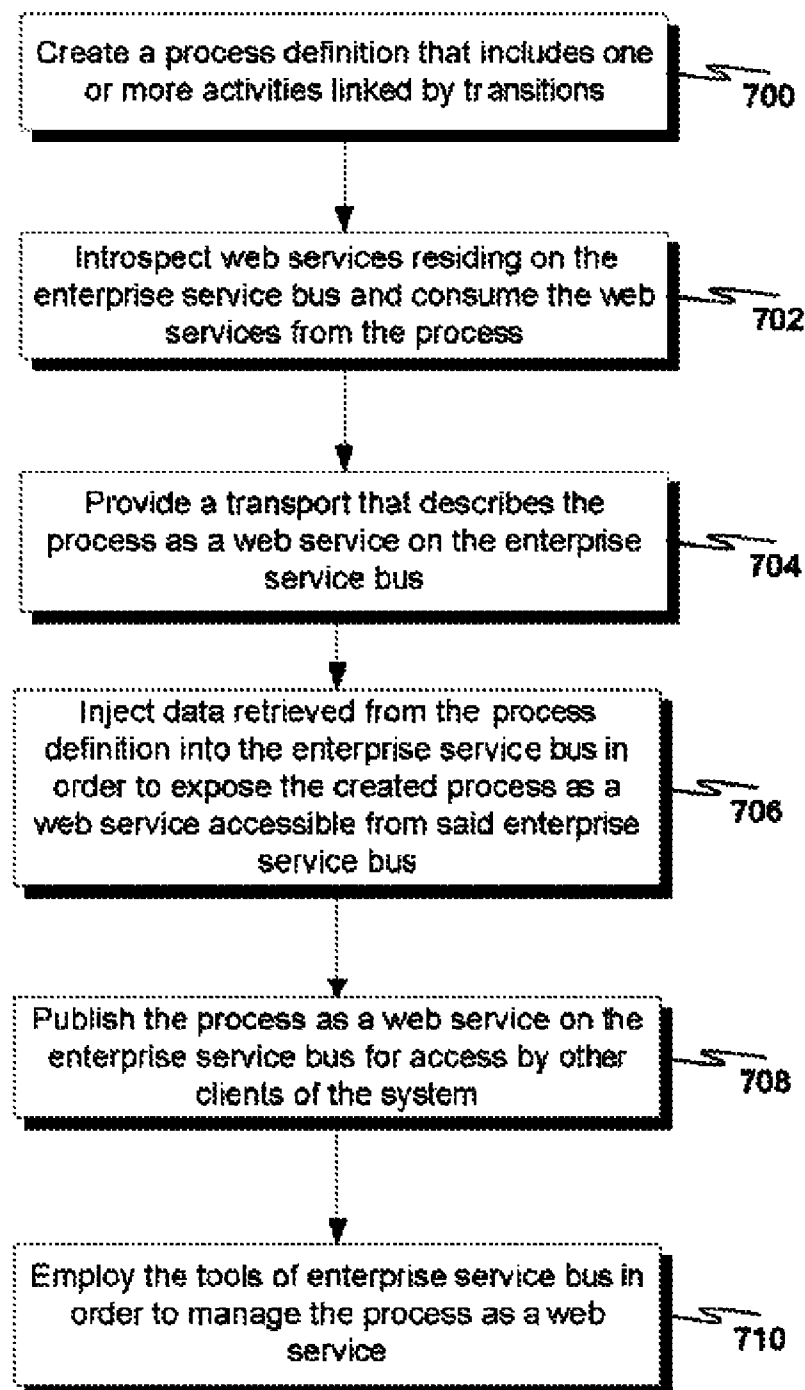 Create a process definition that includes one
or more activities linked by transitions
700
Introspect web services residing on the
enterprise service bus and consume the web
services from the process
702
Provide a transport that describes the
process as a web service on the enterprise
service bus
704
Inject data retrieved from the process
definition into the enterprise service bus in
order to expose the created process as a
web service accessible from said enterprise
service bus
706
Publish the process as a web service on the
enterprise service bus for access by other
clients of the system
708
Employ the tools of enterprise service bus in
order to manage the process as a web
service
710